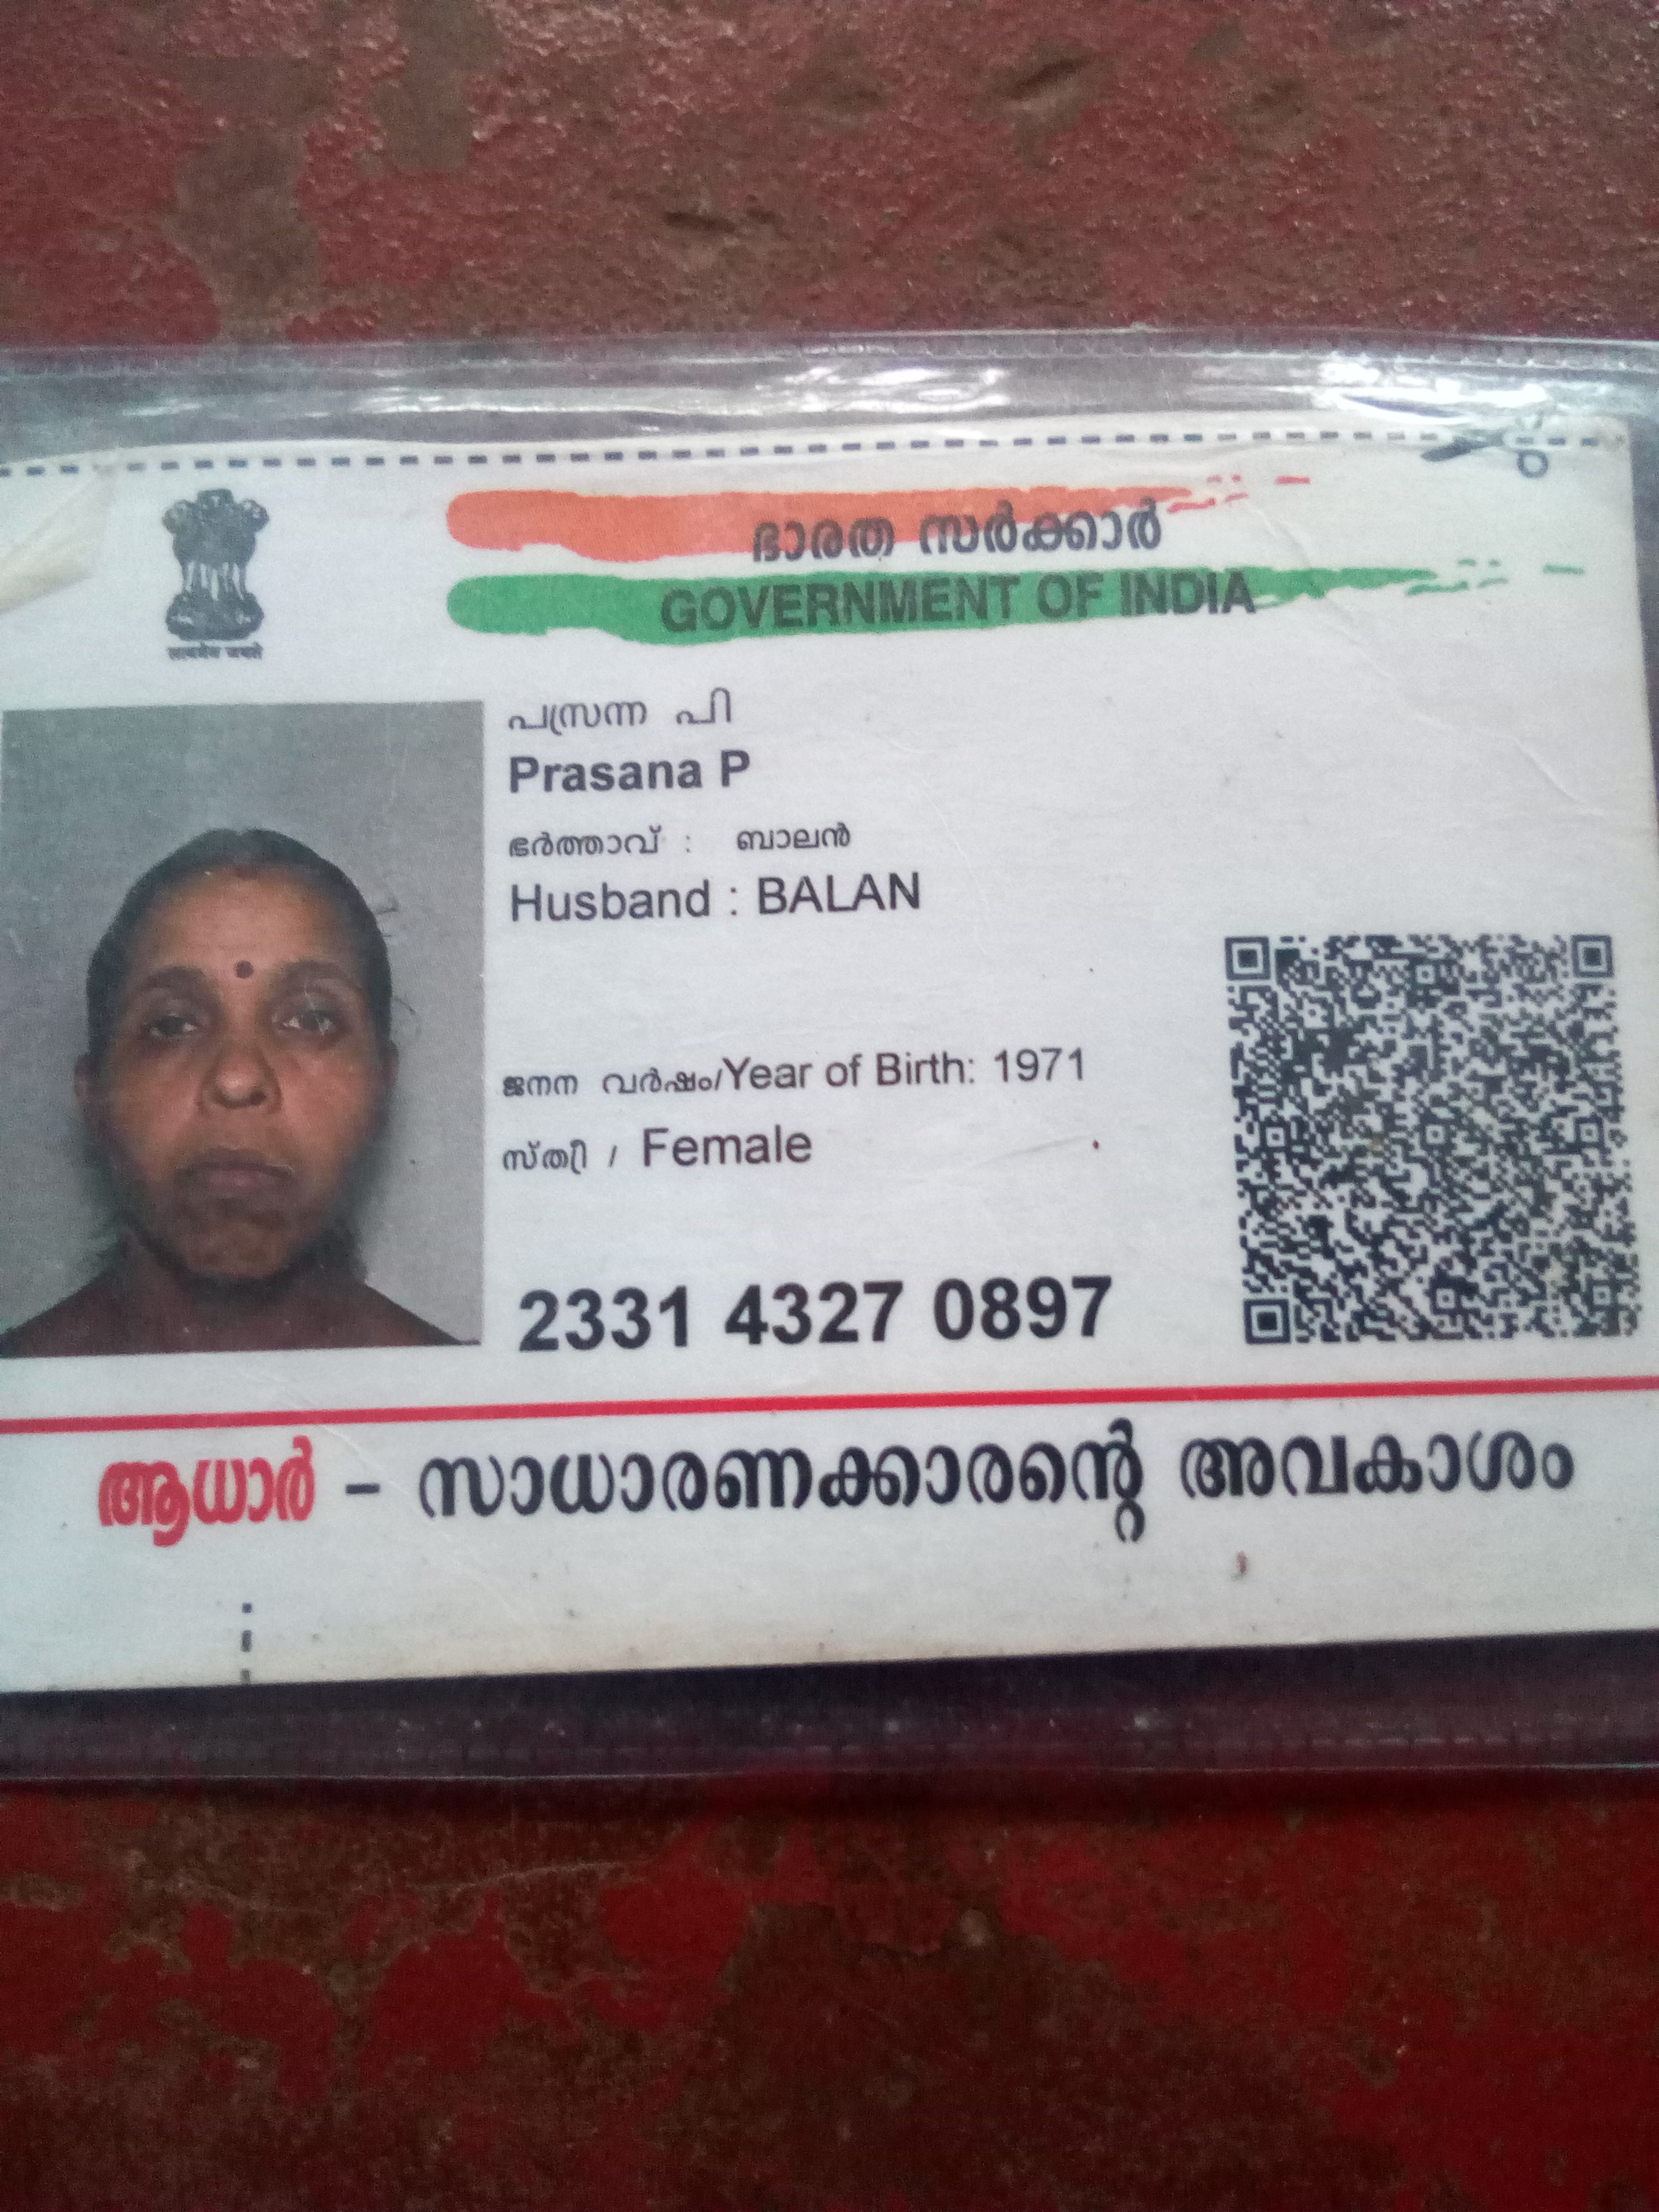 ഭാരത സർക്കാർ
GOVERNMENT OF INDIA
सत्यमेव जयते
പ്രസന്ന പി
Prasana P
ഭർത്താവ് : ബാലൻ
Husband : BALAN
ജനന വർഷം/Year of Birth: 1971
സ്ത്രീ / Female
2331 4327 0897
ആധാർ – സാധാരണക്കാരന്റെ അവകാശം